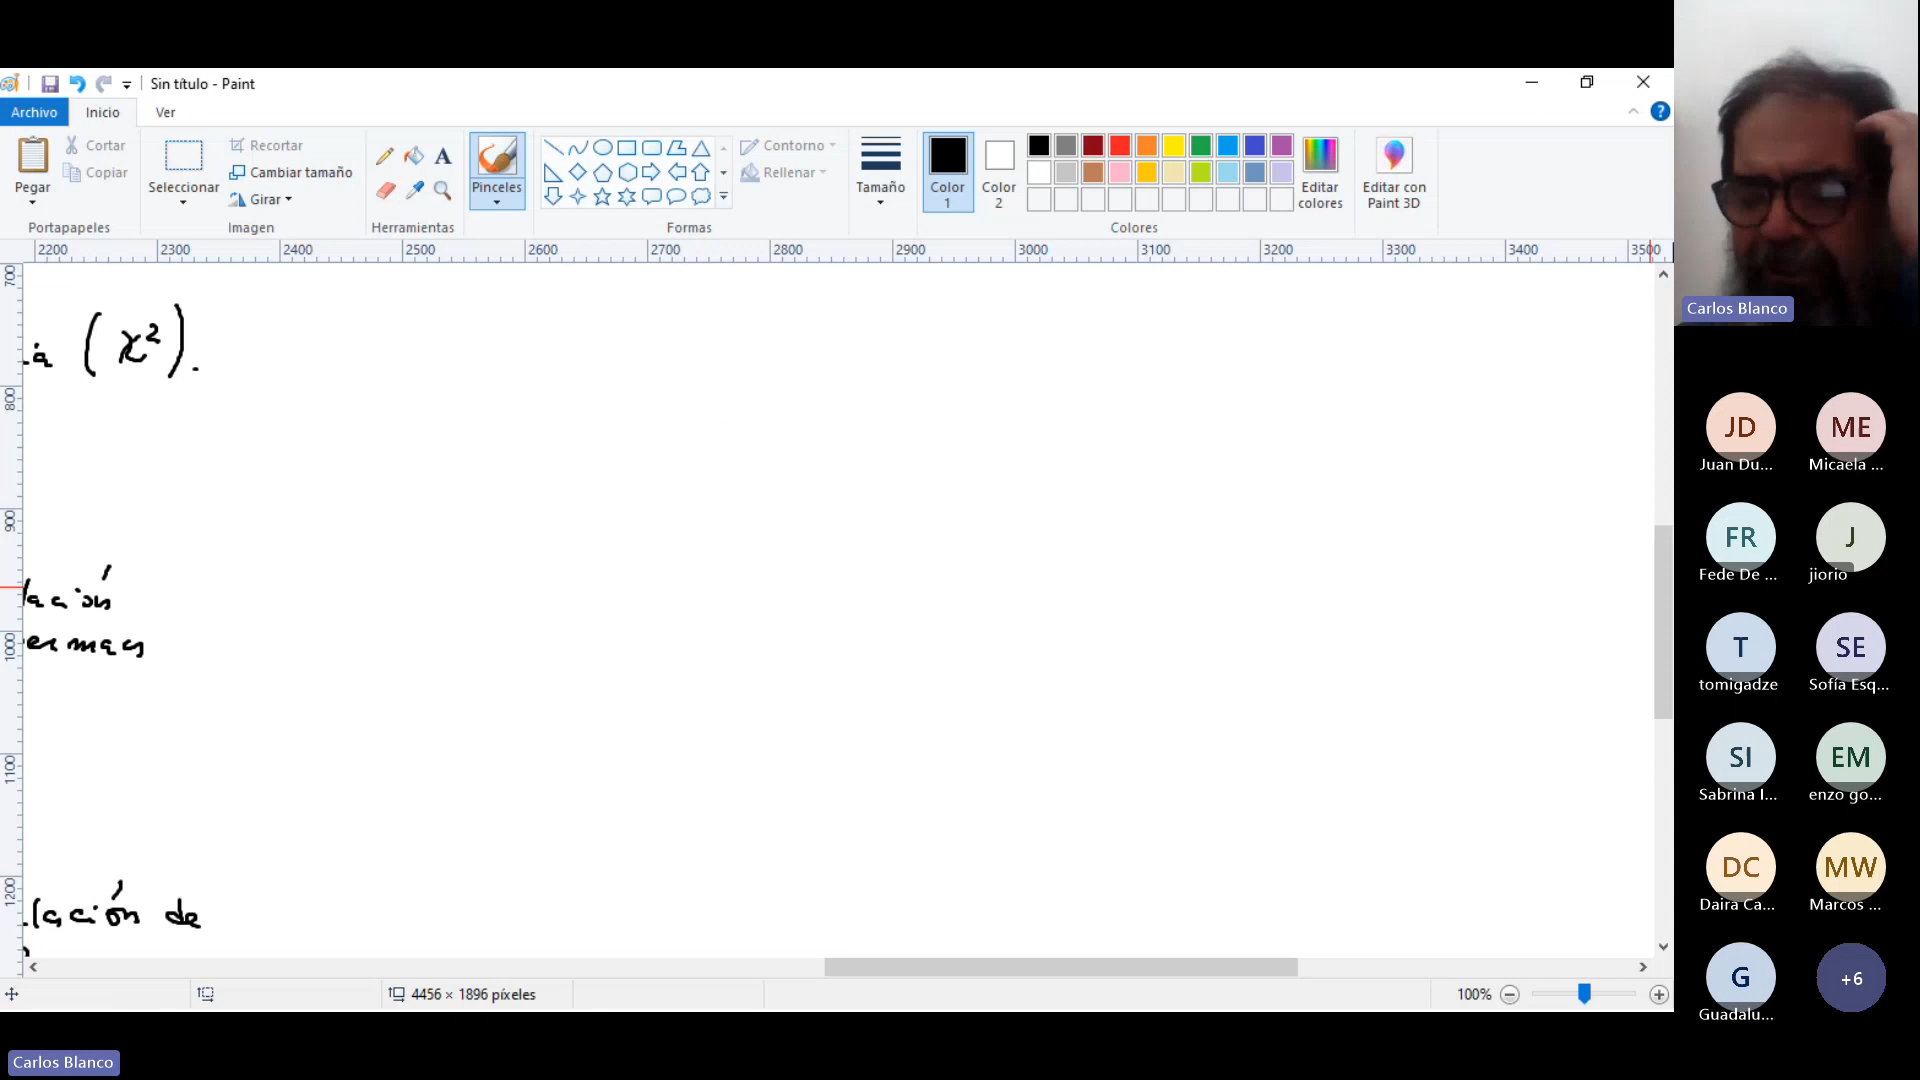 Sin título - Paint
Archivo
Inicio
Ver
Pegar
Cortar
Copiar
Portapapeles
Seleccionar
Recortar
Cambiar tamaño
Girar
Imagen
A
Herramientas
Pinceles
Contorno
Rellenar
Formas
Tamaño
Color
1
Color
2
Editar
colores
Editar con
Paint 3D
Colores
2200 2300 2400 2500 2600 2700 2800 2900 3000 3100 3200 3300 3400 3500
700
800
900
1000
1100
1200
ia (χ²).
lación
ermas
lación de
4456 × 1896 píxeles
100%
Carlos Blanco
JD
Juan Du...
ME
Micaela ...
FR
Fede De ...
J
jiorio
T
tomigadze
SE
Sofía Esq...
SI
Sabrina I...
EM
enzo go...
DC
Daira Ca...
MW
Marcos ...
G
Guadalu...
+6
Carlos Blanco